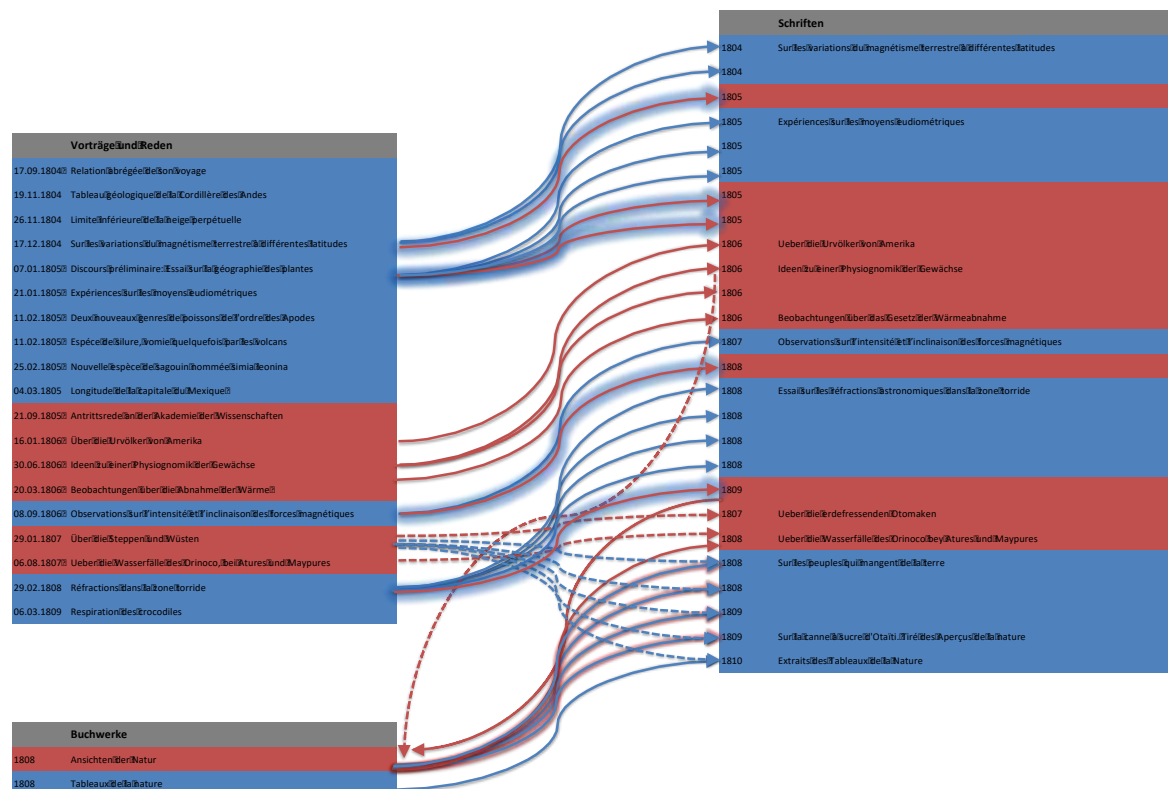 Vorträge und Reden
17.09.1804 Relation abrégée de son voyage
19.11.1804 Tableau géologique de la Cordillère des Andes
26.11.1804 Limite inférieure de la neige perpétuelle
17.12.1804 Sur les variations du magnétisme terrestre à différentes latitudes
07.01.1805 Discours préliminaire: Essai sur la géographie des plantes
21.01.1805 Expériences sur les moyens eudiométriques
11.02.1805 Deux nouveaux genres de poissons de l'ordre des Apodes
11.02.1805 Espéce de silure, vomie quelquefois par les volcans
25.02.1805 Nouvelle espèce de sagouin nommée simia leonina
04.03.1805 Longitude de la capitale du Mexique
21.09.1805 Antrittsrede an der Akademie der Wissenschaften
16.01.1806 Über die Urvölker von Amerika
30.06.1806 Ideen zu einer Physiognomik der Gewächse
20.03.1806 Beobachtungen über die Abnahme der Wärme
08.09.1806 Observations sur l'intensité et l'inclinaison des forces magnétiques
29.01.1807 Über die Steppen und Wüsten
06.08.1807 Ueber die Wasserfälle des Orinoco, bei Atures und Maypures
29.02.1808 Réfractions dans la zone torride
06.03.1809 Respiration des crocodiles
Buchwerke
1808 Ansichten der Natur
1808 Tableaux de la nature
Schriften
1804 Sur les variations du magnétisme terrestre à différentes latitudes
1804
1805
1805 Expériences sur les moyens eudiométriques
1805
1805
1805
1805
1806 Ueber die Urvölker von Amerika
1806 Ideen zu einer Physiognomik der Gewächse
1806
1806 Beobachtungen über das Gesetz der Wärmeabnahme
1807 Observations sur l'intensité et l'inclinaison des forces magnétiques
1808
1808 Essai sur les réfractions astronomiques dans la zone torride
1808
1808
1808
1809
1807 Ueber die erdefressenden Otomaken
1808 Ueber die Wasserfälle des Orinoco bey Atures und Maypures
1808 Sur les peuples qui mangent de la terre
1808
1809
1809 Sur la canne à sucre d'Otaïti. Tiré des Aperçus de la nature
1810 Extraits des Tableaux de la Nature